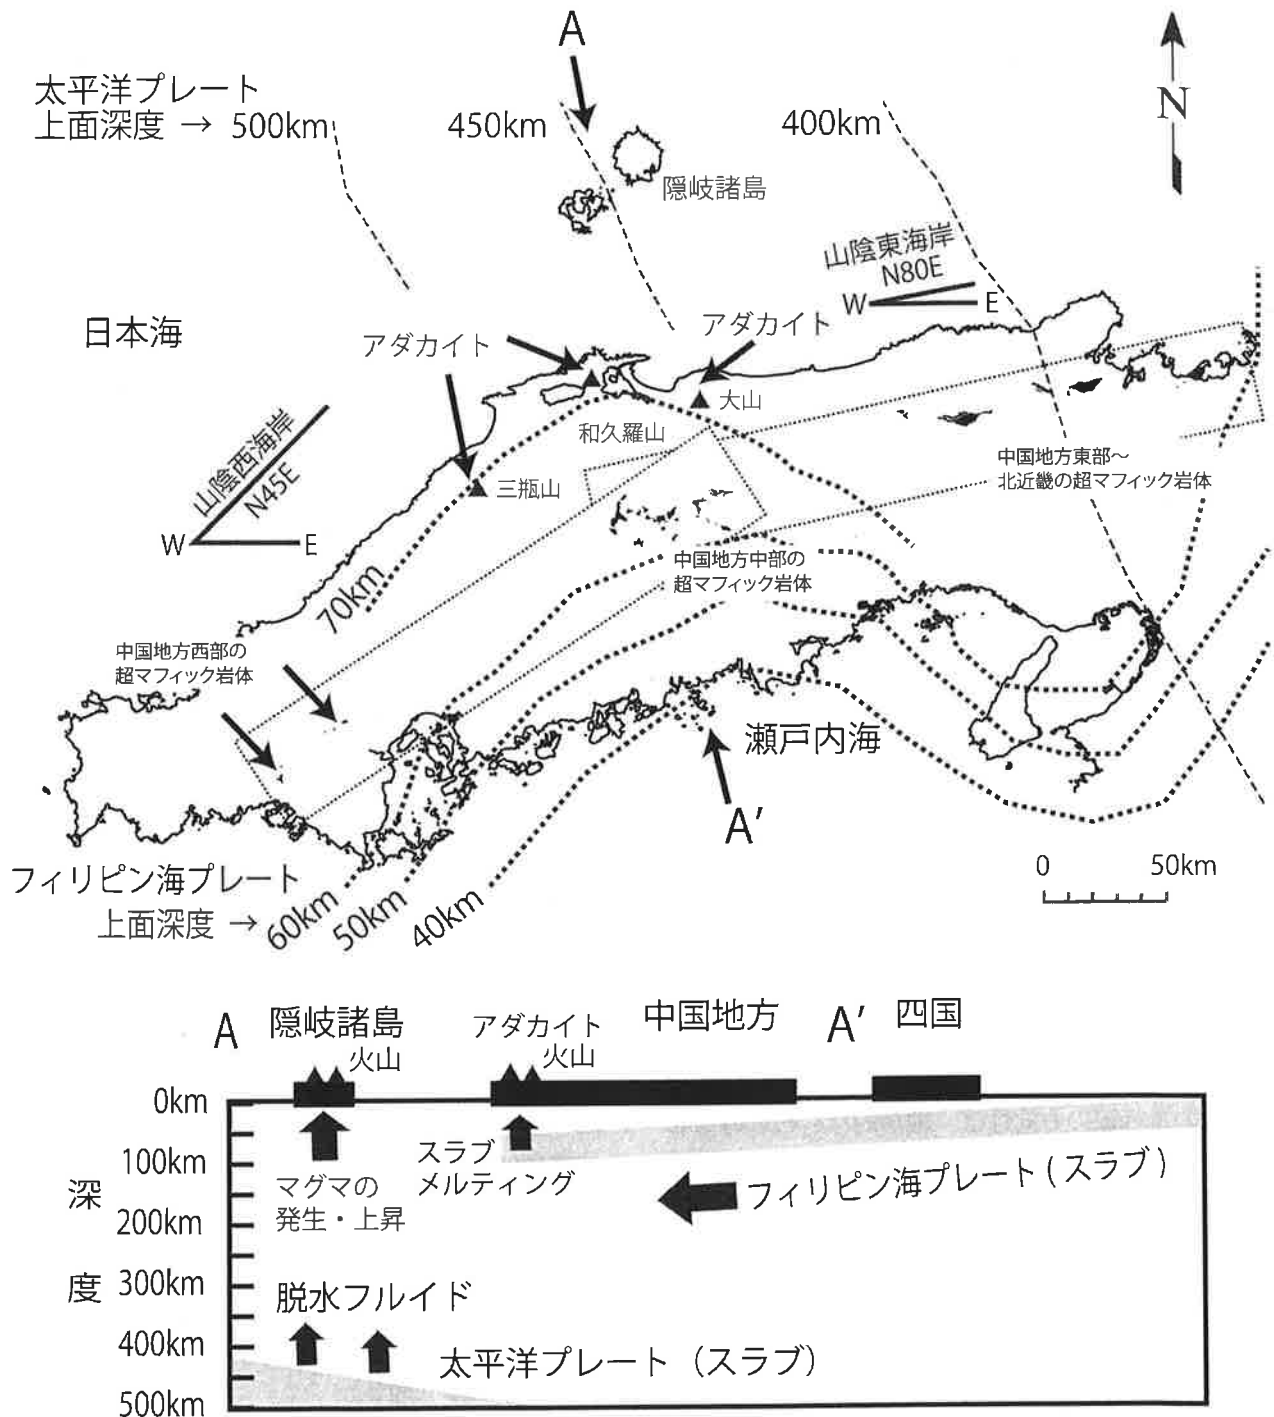 A
太平洋プレート
上面深度 → 500km
450km
400km
N
隠岐諸島
山陰東海岸
N80E
W
E
日本海
アダカイト
アダカイト
大山
和久羅山
三瓶山
山陰西海岸
N45E
W
E
中国地方東部〜
北近畿の超マフィック岩体
中国地方中部の
超マフィック岩体
70km
中国地方西部の
超マフィック岩体
瀬戸内海
A'
0
50km
フィリピン海プレート
上面深度 →
60km
50km
40km
A
隠岐諸島
火山
アダカイト
火山
中国地方
A'
四国
0km
100km
200km
300km
400km
500km
深
度
マグマの
発生・上昇
スラブ
メルティング
フィリピン海プレート(スラブ)
脱水フルイド
太平洋プレート(スラブ)